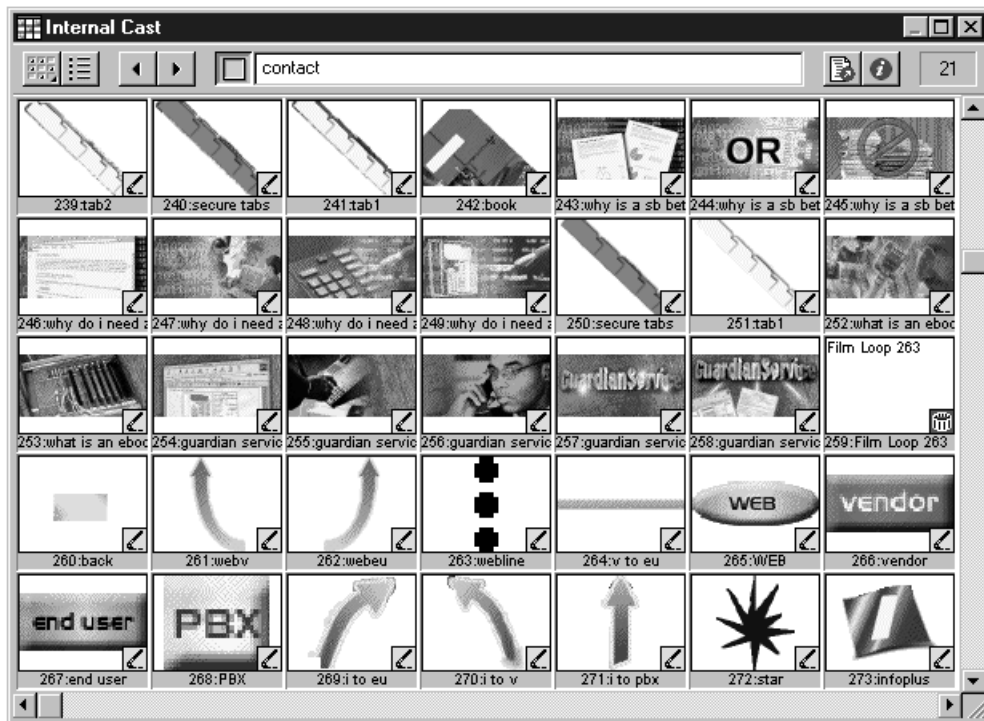 Internal Cast
contact
21
239:tab2
240:secure tabs
241:tab1
242:book
OR
243:why is a sb bet
244:why is a sb bet
245:why is a sb bet
246:why do i need a
247:why do i need a
248:why do i need a
249:why do i need a
250:secure tabs
251:tab1
252:what is an eboo
GuardianService
GuardianService
Film Loop 263
253:what is an eboo
254:guardian servic
255:guardian servic
256:guardian servic
257:guardian servic
258:guardian servic
259:Film Loop 263
WEB
vendor
260:back
261:webv
262:webeu
263:webline
264:v to eu
265:WEB
266:vendor
end user
PBX
267:end user
268:PBX
269:i to eu
270:i to v
271:i to pbx
272:star
273:infoplus